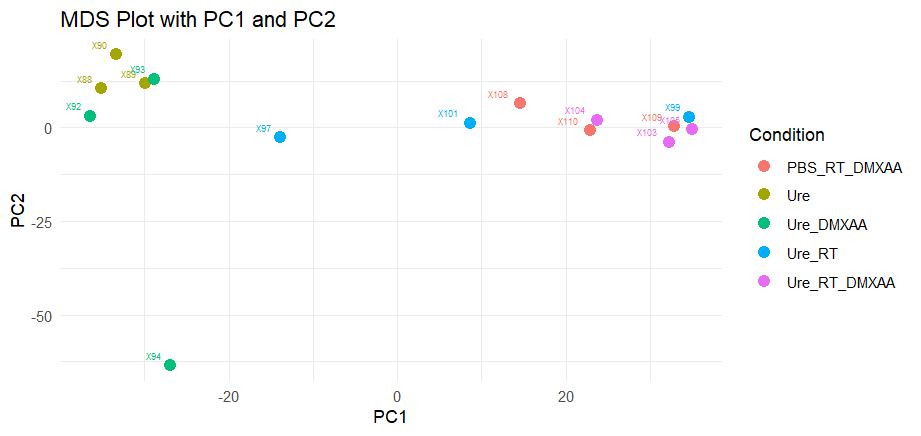 MDS Plot with PC1 and PC2
X90
X93
X89
X88
X92
X97
X101
X108
X104
X110
X99
X109
X103
X94
PC2
0
-25
-50
-20
0
20
PC1
Condition
PBS_RT_DMXAA
Ure
Ure_DMXAA
Ure_RT
Ure_RT_DMXAA